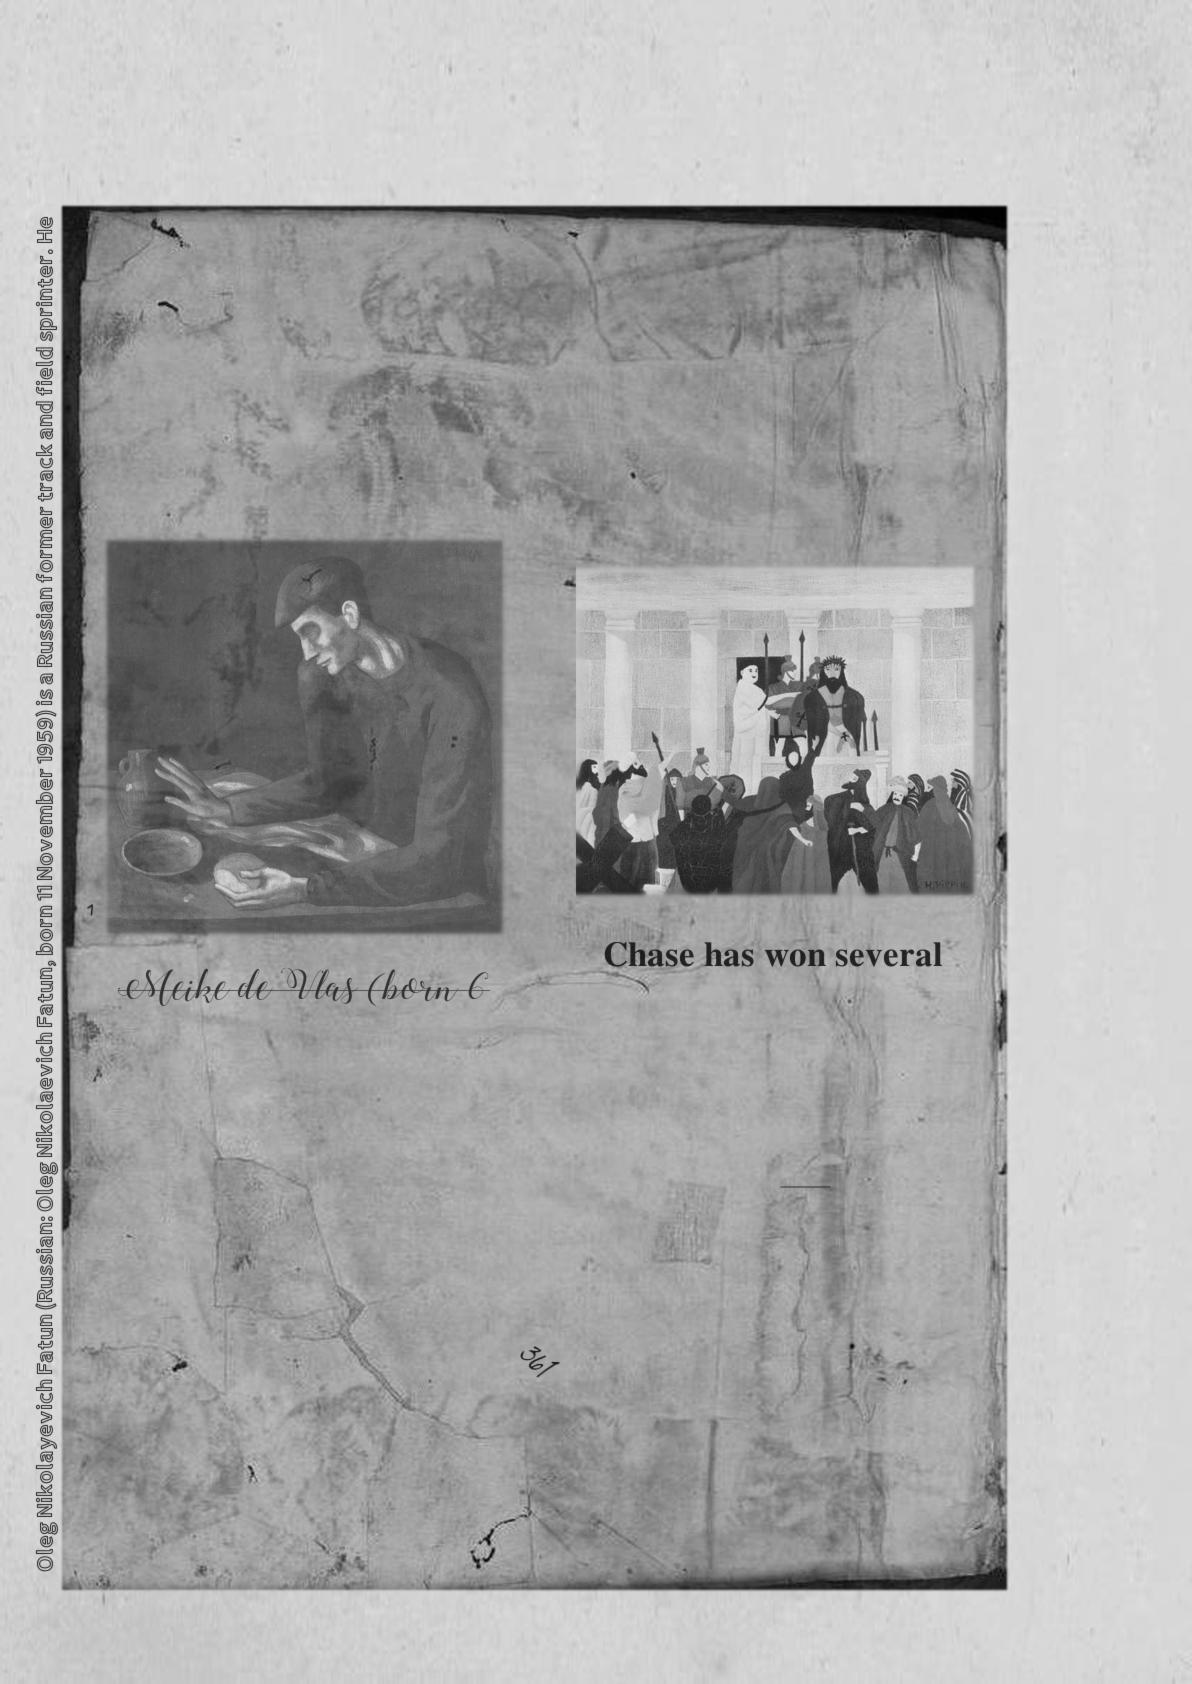 Oleg Nikolayevich Fatun (Russian: Oleg Nikolaevich Fatun, born 11 November 1959) is a Russian former track and field sprinter. He
Meike de Vlas (born 6
Chase has won several
1
361
H. PIPPIN